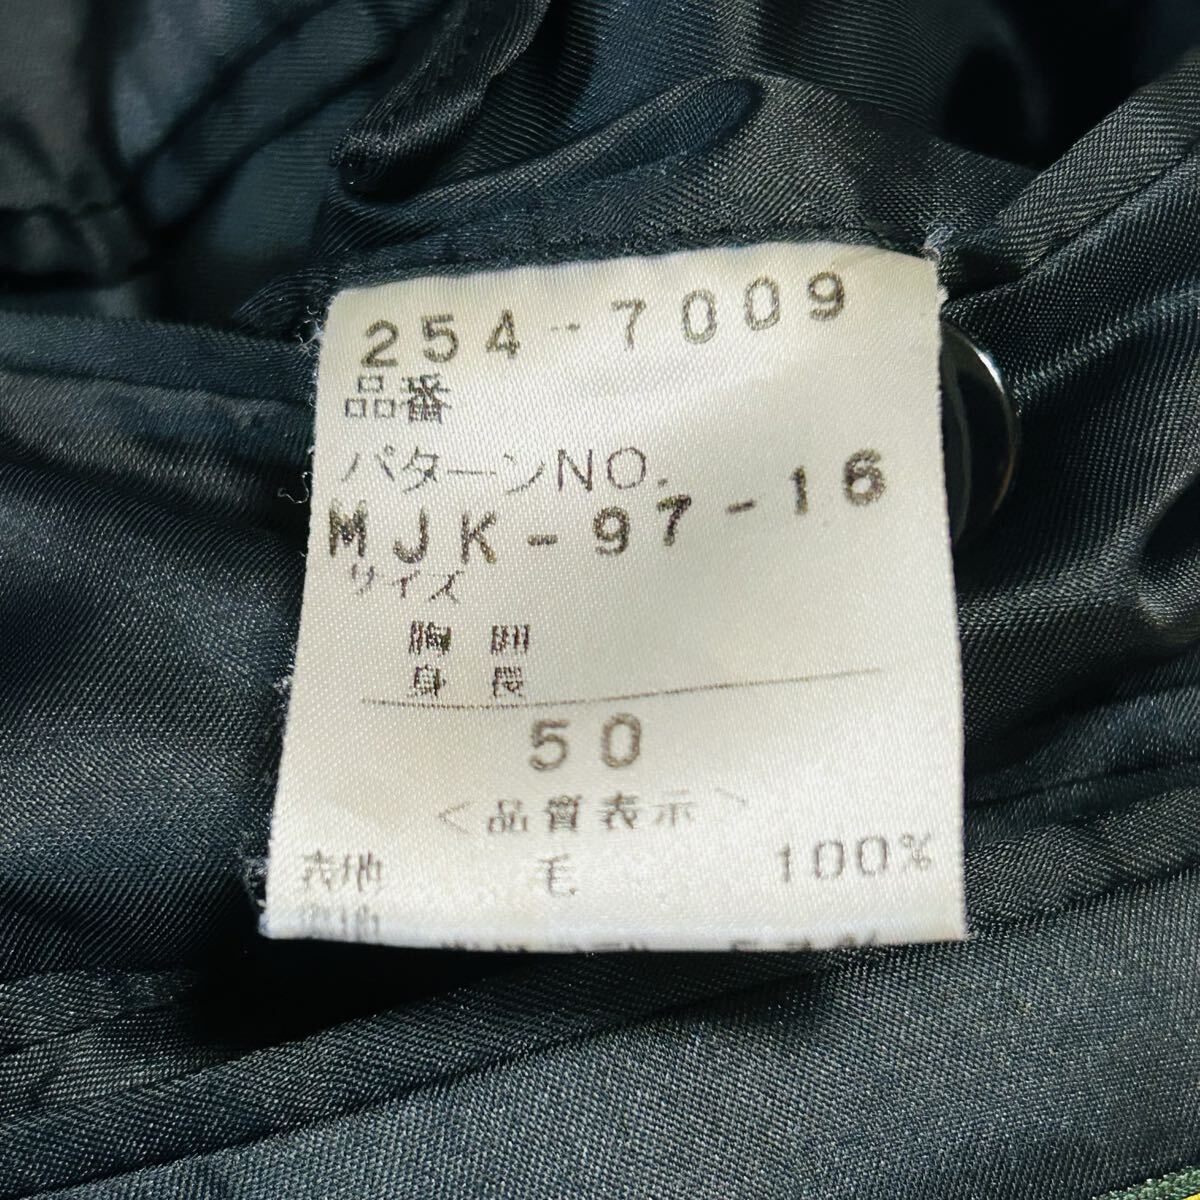 254-7009
品番
パターンNO.
MJK-97-16
サイズ
胸囲
身長
50
<品質表示>
表地 毛 100%